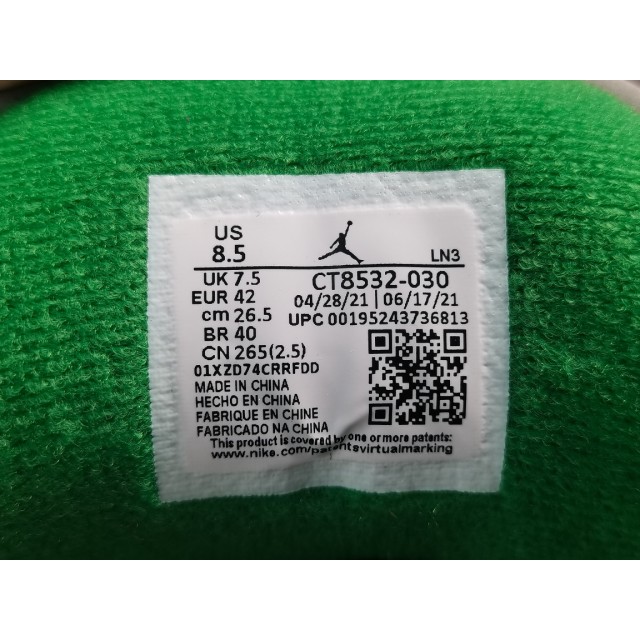 US
8.5
LN3
UK 7.5
EUR 42
cm 26.5
BR 40
CN 265(2.5)
CT8532-030
04/28/21 | 06/17/21
UPC 00195243736813
01XZD74CRRFDD
MADE IN CHINA
HECHO EN CHINA
FABRIQUE EN CHINE
FABRICADO NA CHINA
This product is covered by one or more patents:
www.nike.com/patentsvirtualmarking